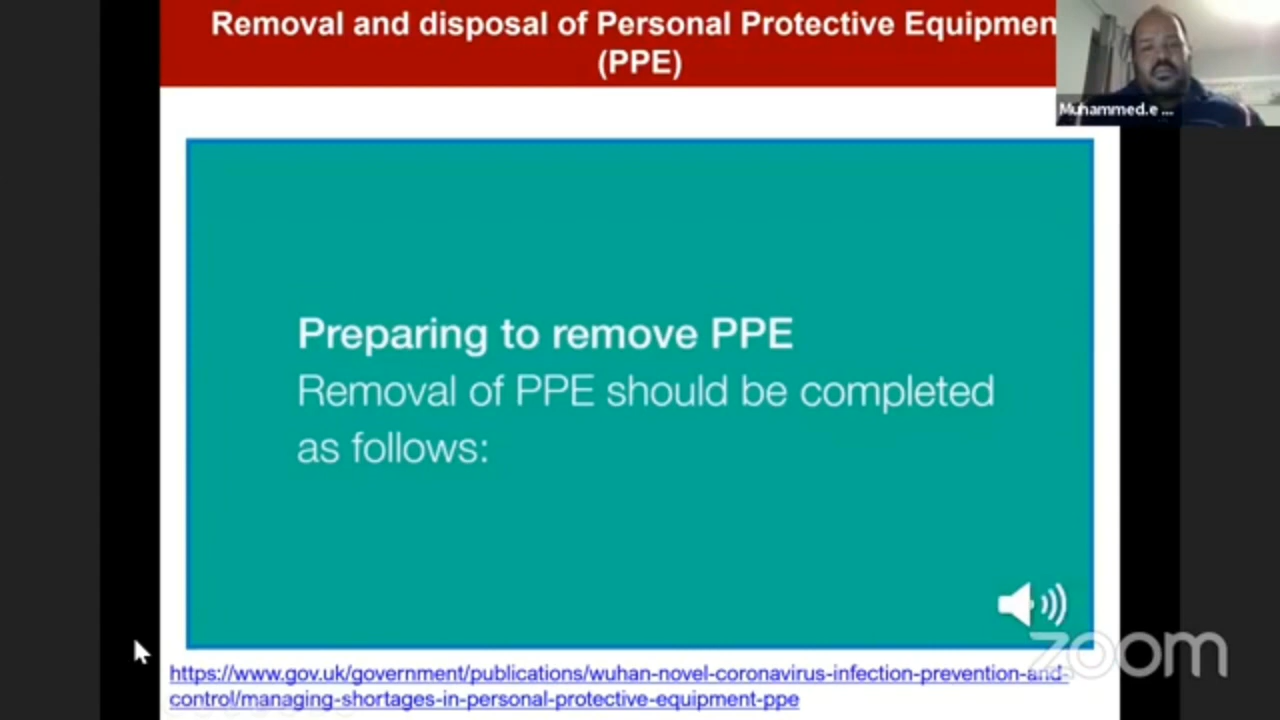 Removal and disposal of Personal Protective Equipmen
(PPE)
Muhammed.e ...
Preparing to remove PPE
Removal of PPE should be completed
as follows:
zoom
https://www.gov.uk/government/publications/wuhan-novel-coronavirus-infection-prevention-and-
control/managing-shortages-in-personal-protective-equipment-ppe